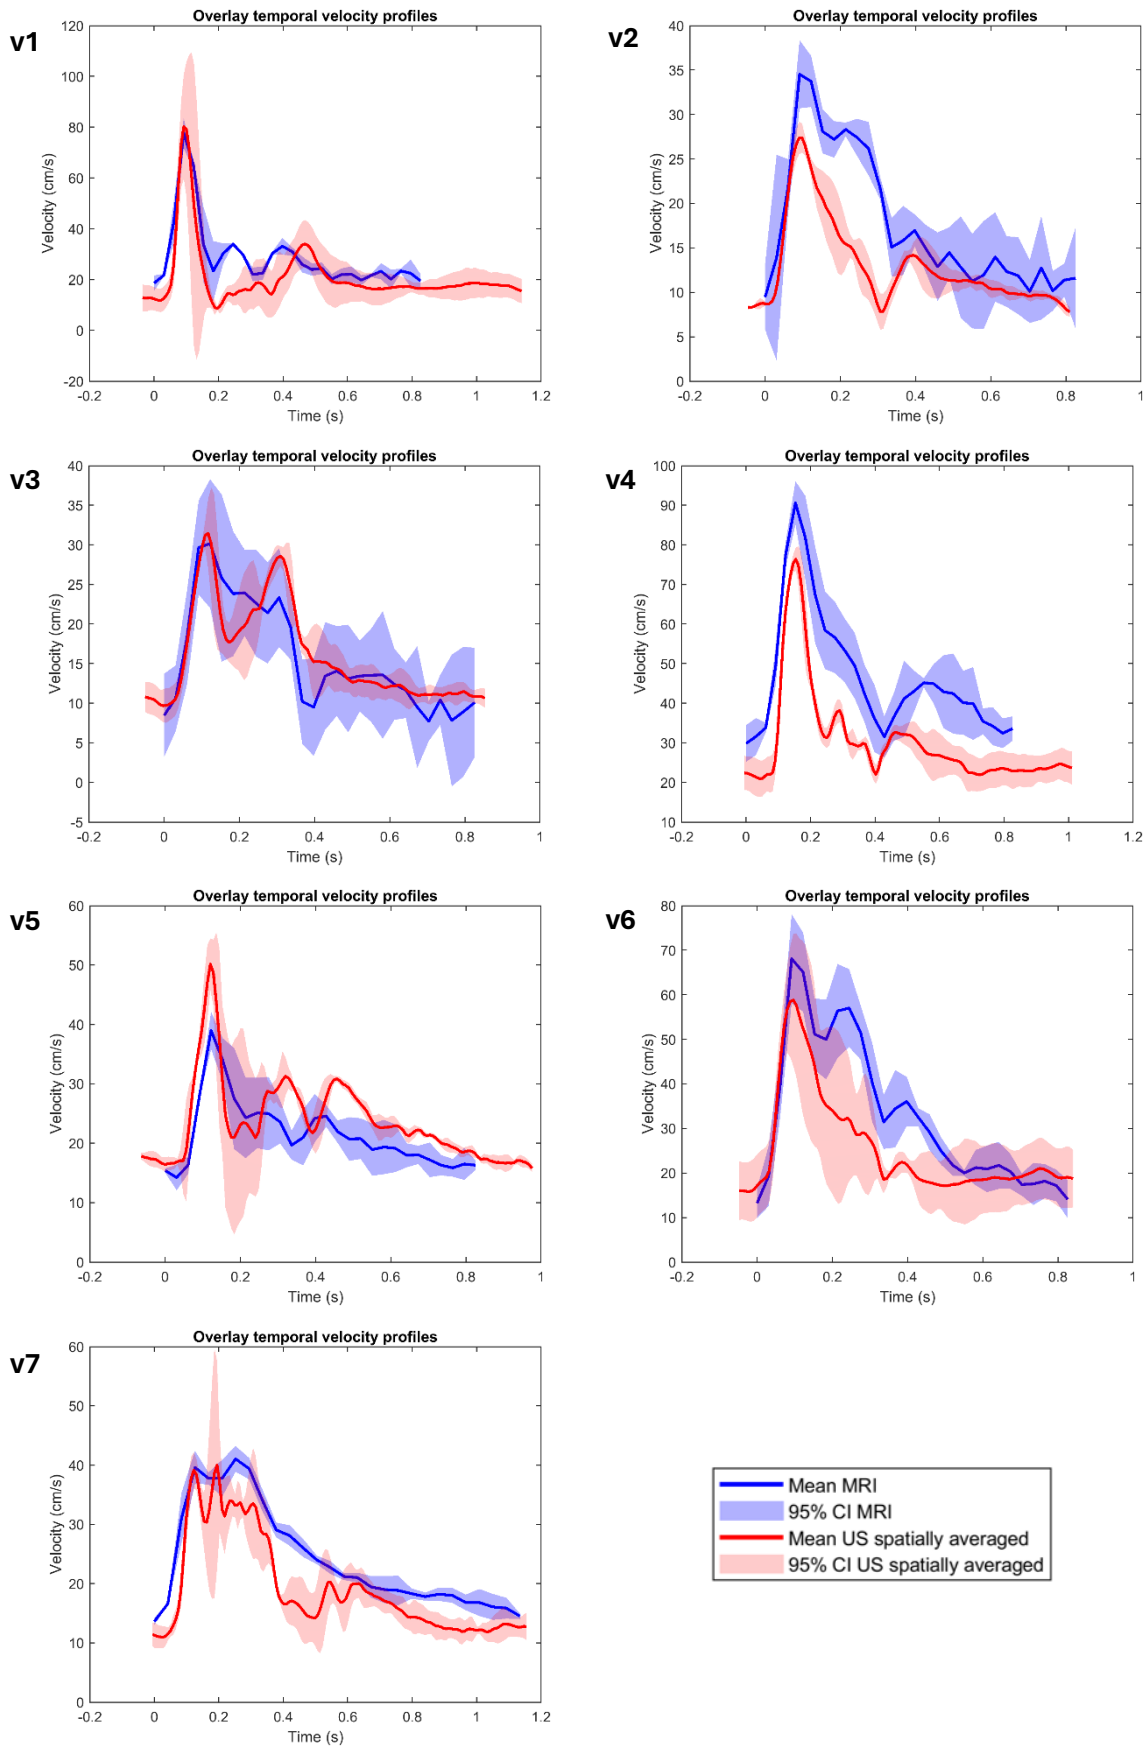 v1
Overlay temporal velocity profiles
120
100
80
60
40
20
0
-20
Velocity (cm/s)
-0.2 0 0.2 0.4 0.6 0.8 1 1.2
Time (s)
v2
Overlay temporal velocity profiles
40
35
30
25
20
15
10
5
0
Velocity (cm/s)
-0.2 0 0.2 0.4 0.6 0.8 1
Time (s)
v3
Overlay temporal velocity profiles
40
35
30
25
20
15
10
5
0
-5
Velocity (cm/s)
-0.2 0 0.2 0.4 0.6 0.8 1
Time (s)
v4
Overlay temporal velocity profiles
100
90
80
70
60
50
40
30
20
10
Velocity (cm/s)
-0.2 0 0.2 0.4 0.6 0.8 1 1.2
Time (s)
v5
Overlay temporal velocity profiles
60
50
40
30
20
10
0
Velocity (cm/s)
-0.2 0 0.2 0.4 0.6 0.8 1
Time (s)
v6
Overlay temporal velocity profiles
80
70
60
50
40
30
20
10
0
Velocity (cm/s)
-0.2 0 0.2 0.4 0.6 0.8 1
Time (s)
v7
Overlay temporal velocity profiles
60
50
40
30
20
10
0
Velocity (cm/s)
-0.2 0 0.2 0.4 0.6 0.8 1 1.2
Time (s)
Mean MRI
95% CI MRI
Mean US spatially averaged
95% CI US spatially averaged